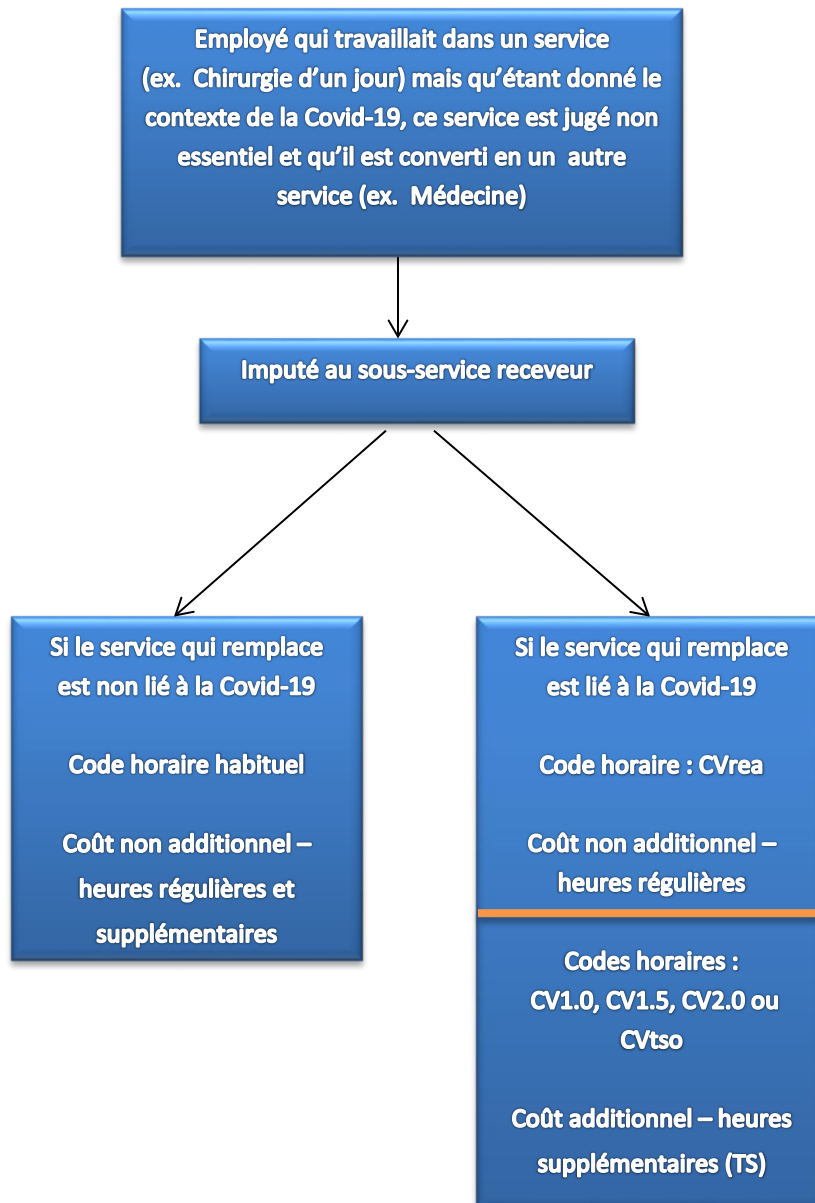 Employé qui travaillait dans un service
(ex. Chirurgie d'un jour) mais qu'étant donné le
contexte de la Covid-19, ce service est jugé non
essentiel et qu'il est converti en un autre
service (ex. Médecine)
Imputé au sous-service receveur
Si le service qui remplace
est non lié à la Covid-19
Code horaire habituel
Coût non additionnel –
heures régulières et
supplémentaires
Si le service qui remplace
est lié à la Covid-19
Code horaire : CVrea
Coût non additionnel –
heures régulières
Codes horaires :
CV1.0, CV1.5, CV2.0 ou
CVtso
Coût additionnel – heures
supplémentaires (TS)